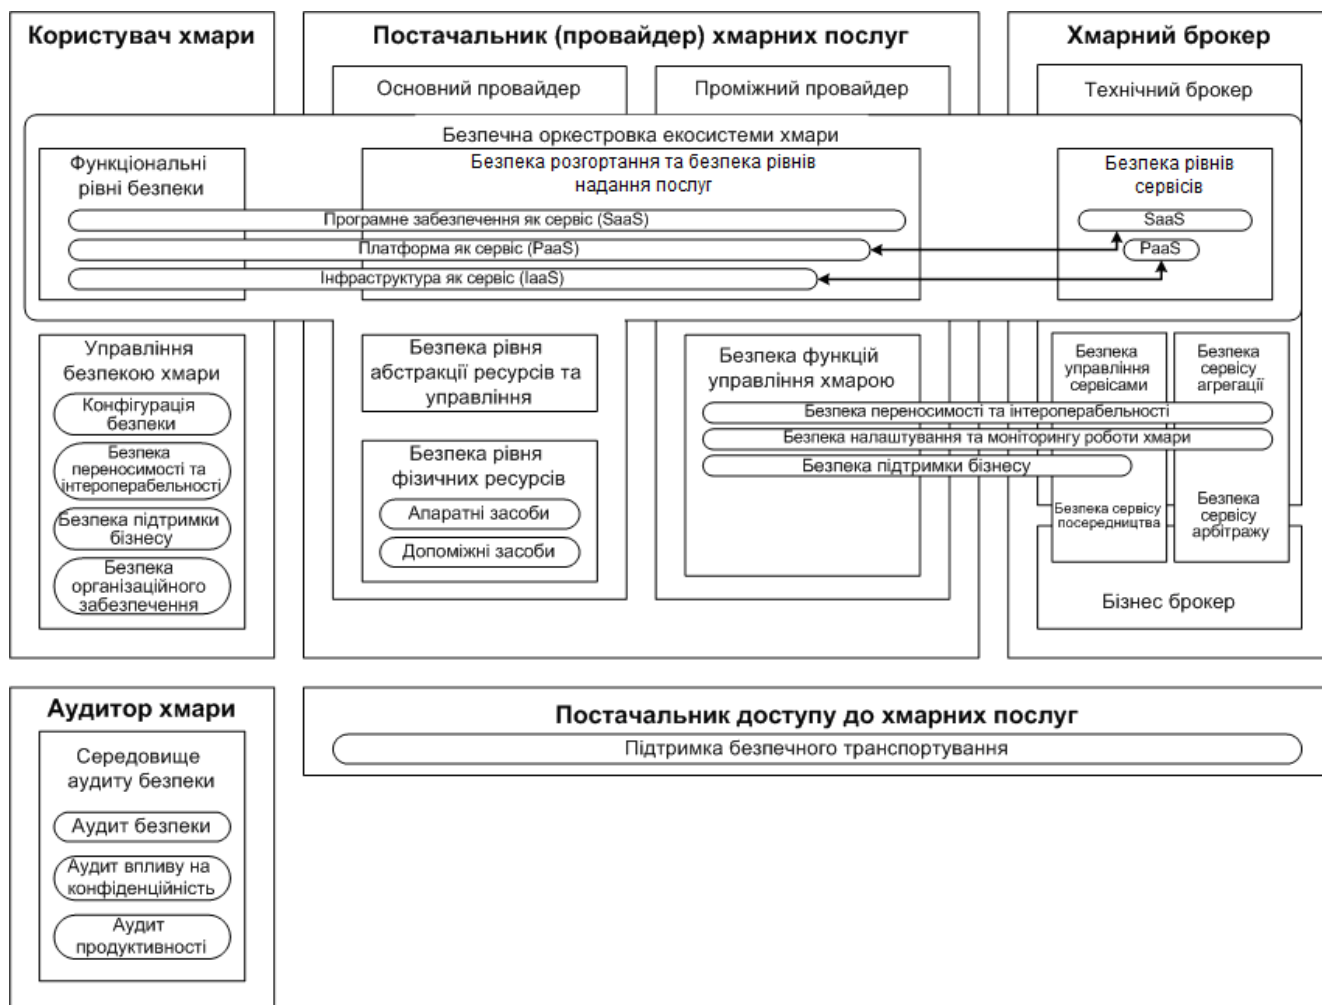 Користувач хмари
Постачальник (провайдер) хмарних послуг
Хмарний брокер
Основний провайдер
Проміжний провайдер
Технічний брокер
Безпечна оркестровка екосистеми хмари
Функціональні
рівні безпеки
Безпека розгортання та безпека рівнів
надання послуг
Безпека рівнів
сервісів
Програмне забезпечення як сервіс (SaaS)
SaaS
Платформа як сервіс (PaaS)
PaaS
Інфраструктура як сервіс (IaaS)
Управління
безпекою хмари
Конфігурація
безпеки
Безпека
переносимості та
інтероперабельності
Безпека підтримки
бізнесу
Безпека
організаційного
забезпечення
Безпека рівня
абстракції ресурсів та
управління
Безпека рівня
фізичних ресурсів
Апаратні засоби
Допоміжні засоби
Безпека функцій
управління хмарою
Безпека
управління
сервісами
Безпека
сервісу
агрегації
Безпека переносимості та інтероперабельності
Безпека налаштування та моніторингу роботи хмари
Безпека підтримки бізнесу
Безпека сервісу
посередництва
Безпека
сервісу
арбітражу
Бізнес брокер
Аудитор хмари
Середовище
аудиту безпеки
Аудит безпеки
Аудит впливу на
конфіденційність
Аудит
продуктивності
Постачальник доступу до хмарних послуг
Підтримка безпечного транспортування